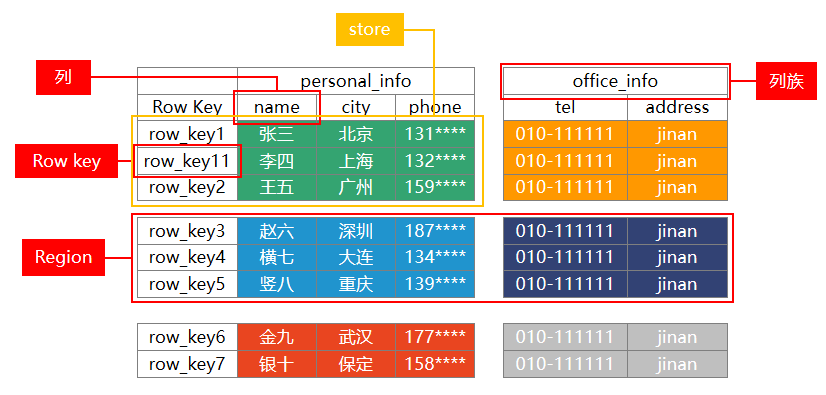 store
列
personal_info
office_info
列族
Row Key name city phone
tel address
row_key1 张三 北京 131****
010-111111 jinan
Row key
row_key11 李四 上海 132****
010-111111 jinan
row_key2 王五 广州 159****
010-111111 jinan
Region
row_key3 赵六 深圳 187****
010-111111 jinan
row_key4 横七 大连 134****
010-111111 jinan
row_key5 竖八 重庆 139****
010-111111 jinan
row_key6 金九 武汉 177****
010-111111 jinan
row_key7 银十 保定 158****
010-111111 jinan